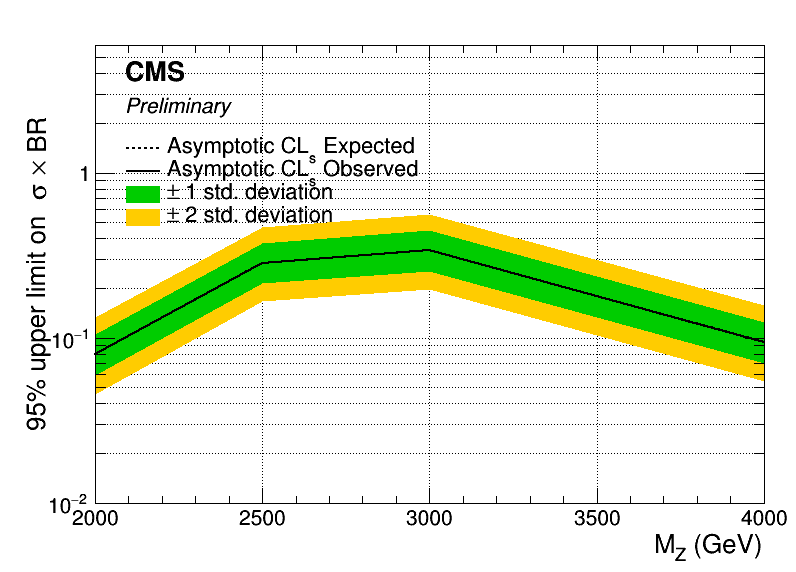 CMS
Preliminary
Asymptotic CLs Expected
Asymptotic CLs Observed
± 1 std. deviation
± 2 std. deviation
95% upper limit on σ × BR
1
10⁻¹
10⁻²
2000 2500 3000 3500 4000
M_Z (GeV)